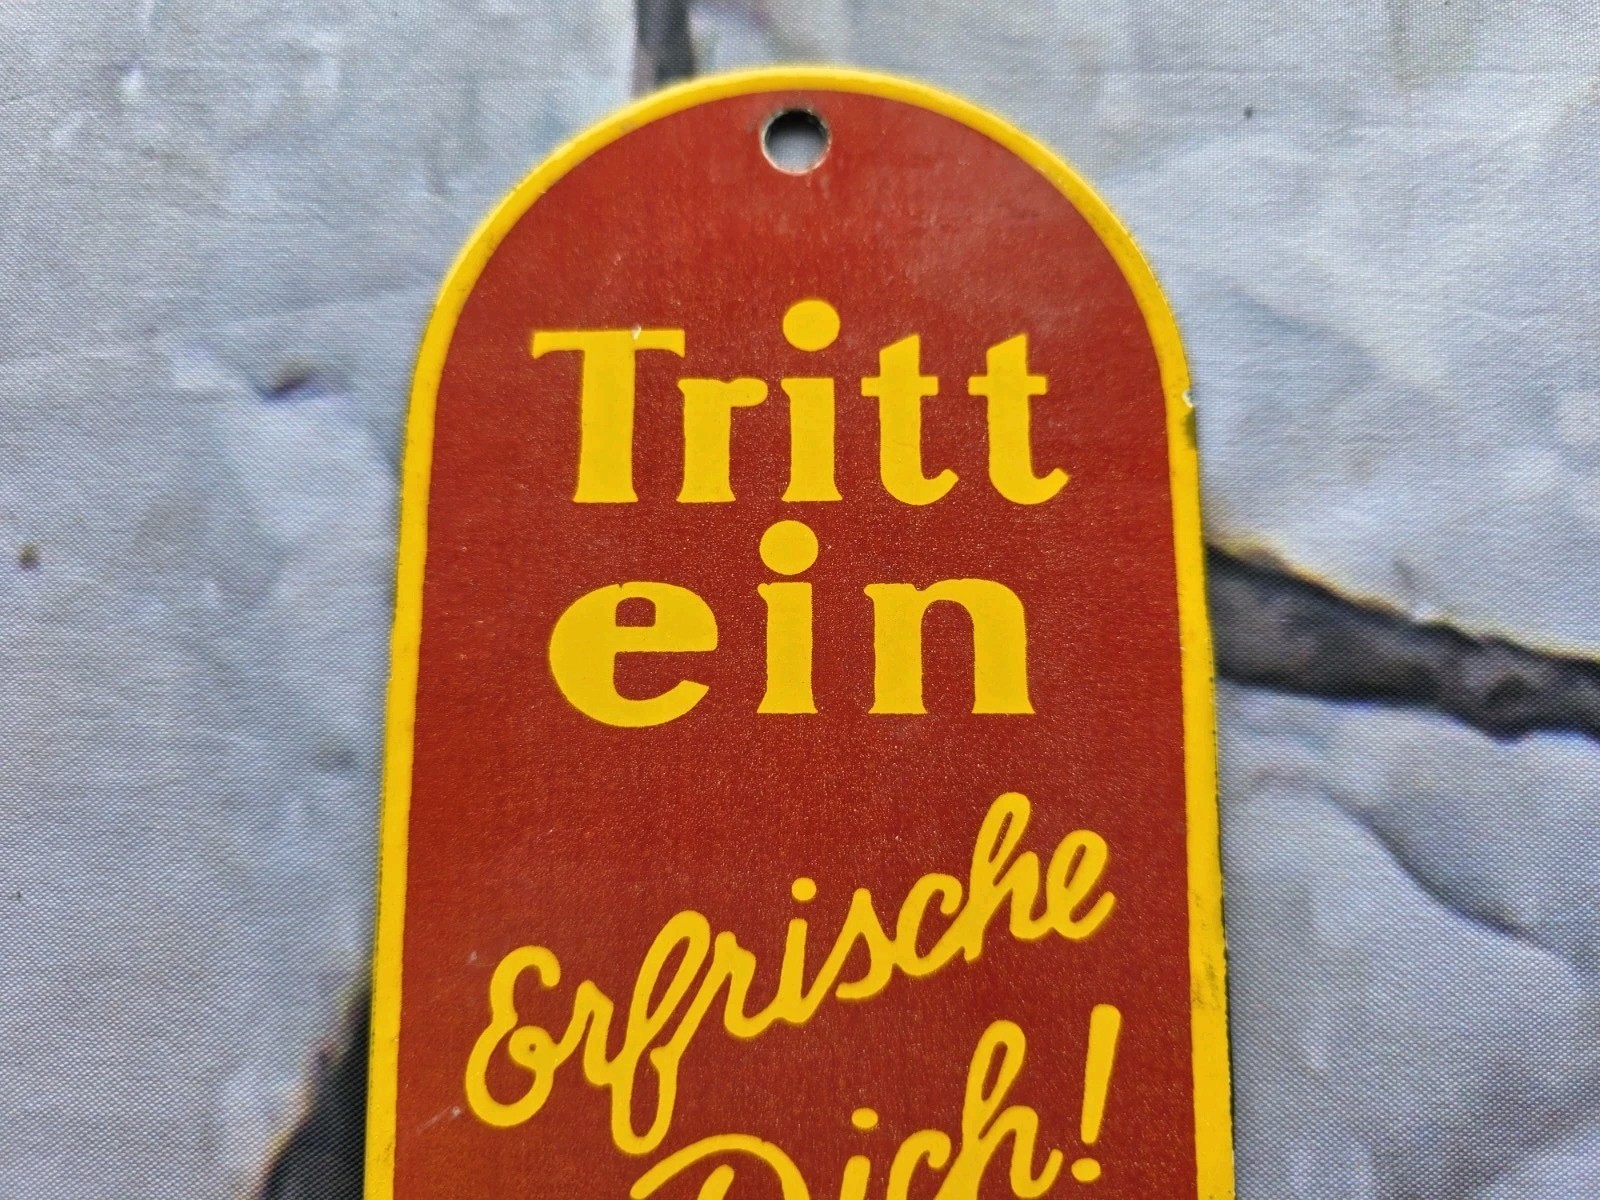 Tritt
ein
Erfrische
Dich!